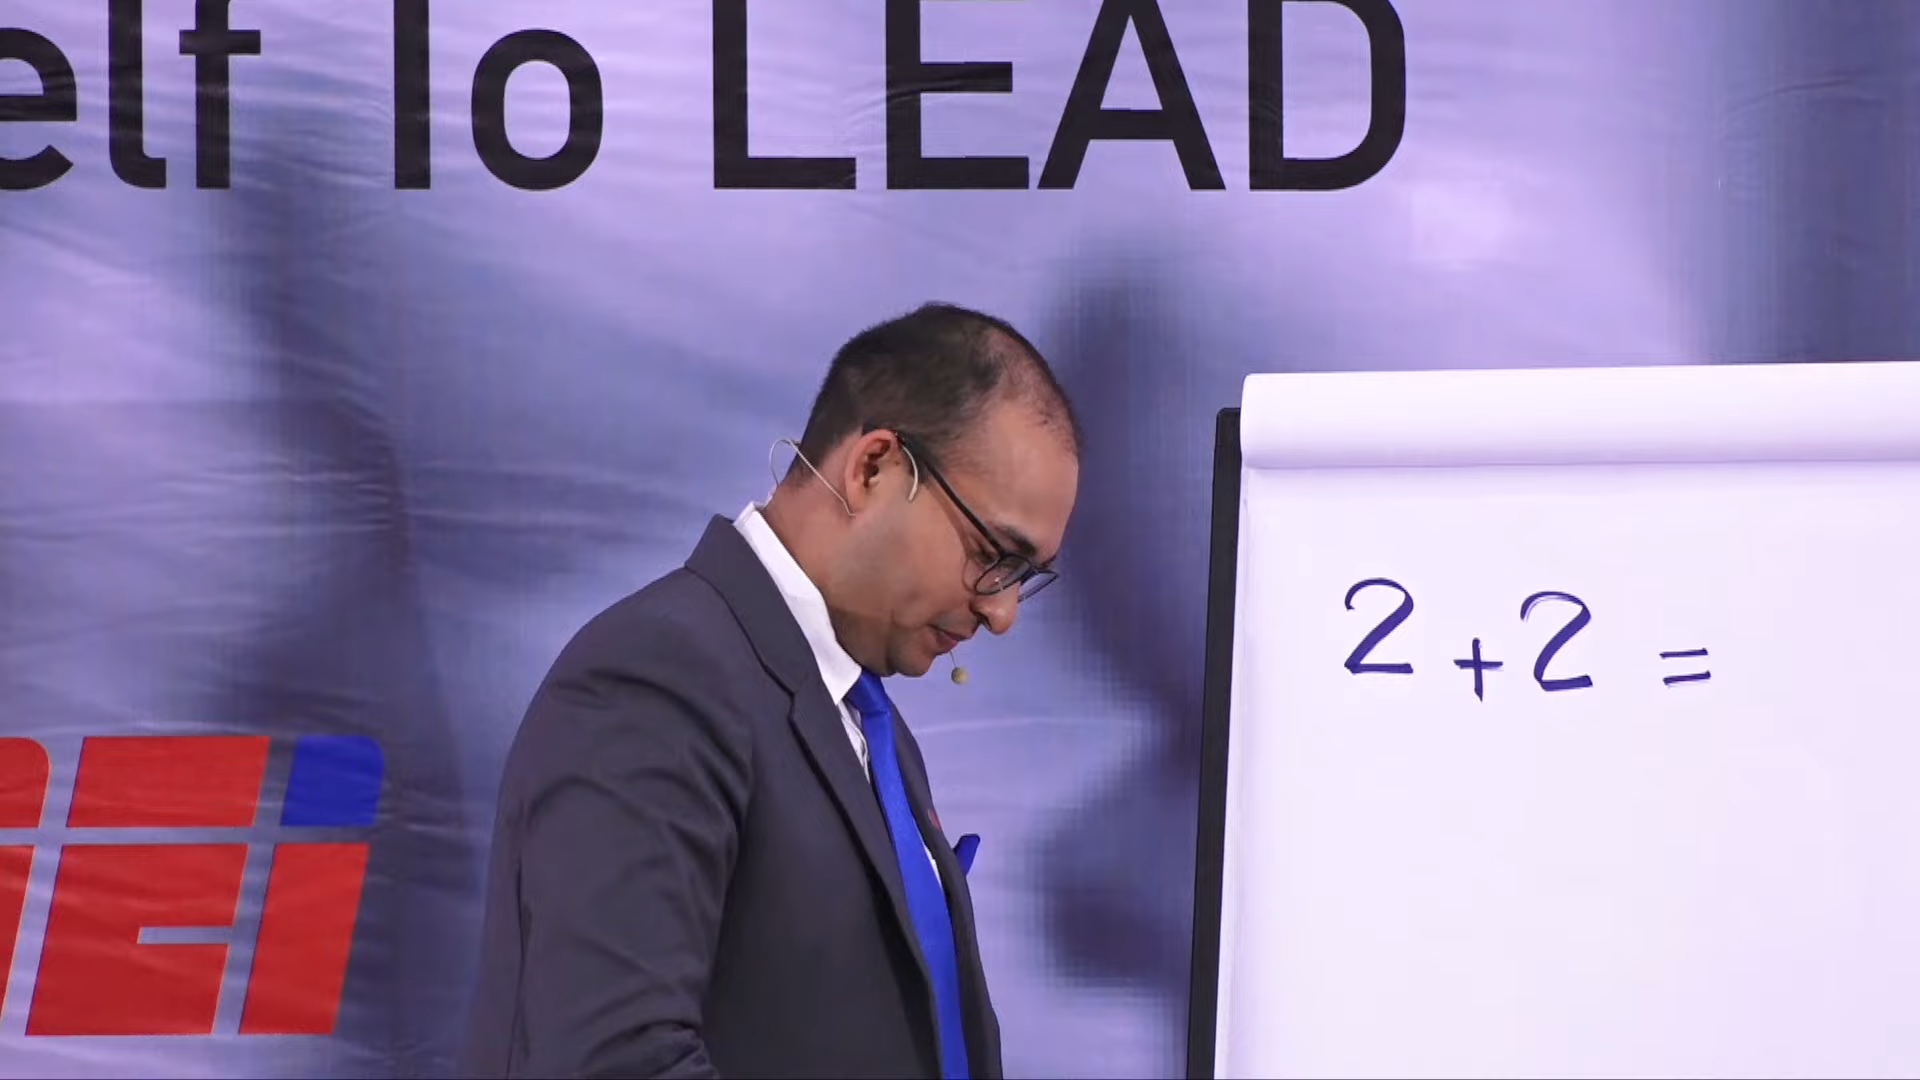 elf To LEAD
2 + 2 =